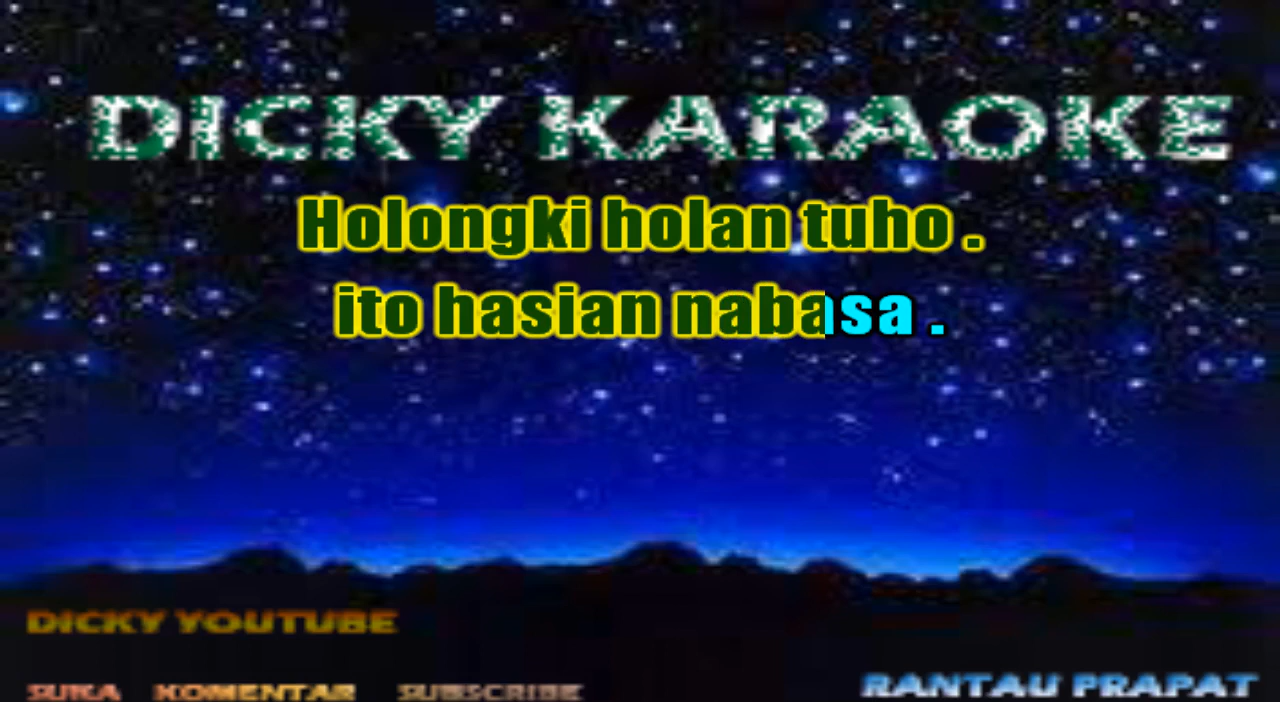 DICKY KARAOKE
Holongki holan tuho .
ito hasian nabasa .
DICKY YOUTUBE
SUKA KOMENTAR SUBSCRIBE
RANTAU PRAPAT